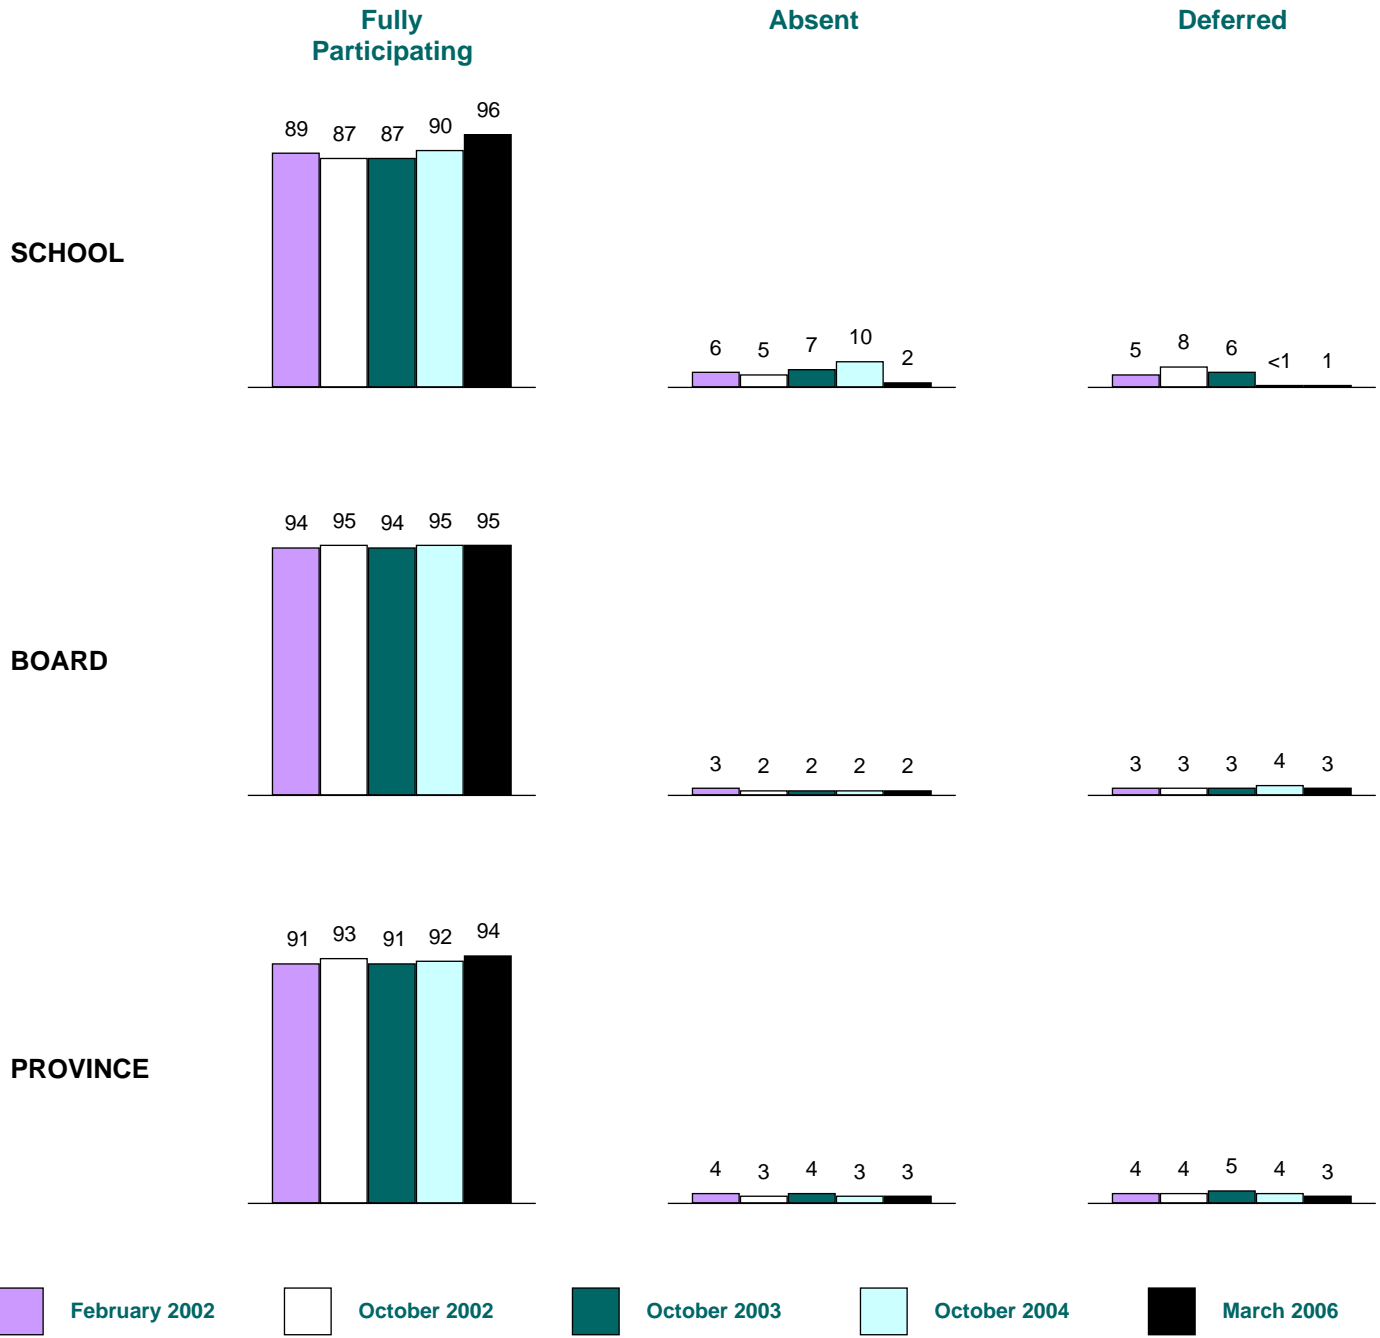 Fully
Participating
Absent
Deferred
SCHOOL
89 87 87 90 96
6 5 7 10 2
5 8 6 <1 1
BOARD
94 95 94 95 95
3 2 2 2 2
3 3 3 4 3
PROVINCE
91 93 91 92 94
4 3 4 3 3
4 4 5 4 3
February 2002
October 2002
October 2003
October 2004
March 2006